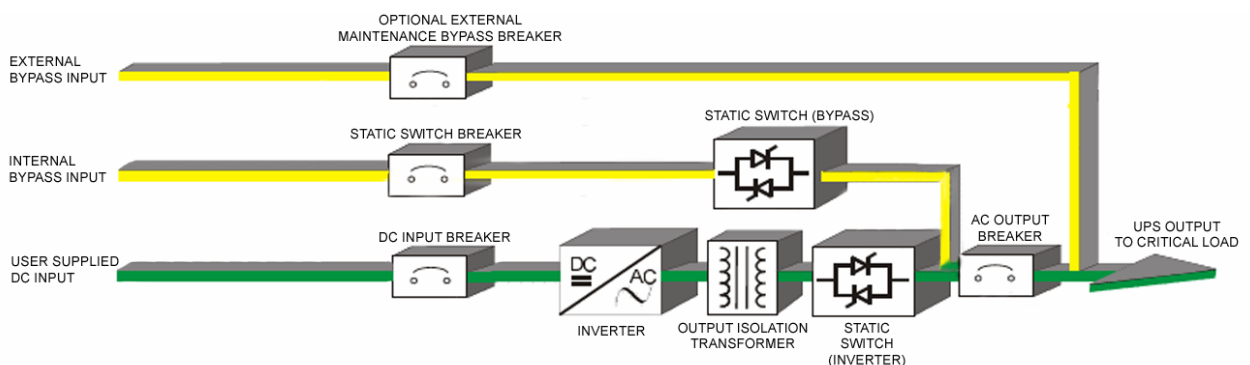 OPTIONAL EXTERNAL
MAINTENANCE BYPASS BREAKER
EXTERNAL
BYPASS INPUT
STATIC SWITCH BREAKER
STATIC SWITCH (BYPASS)
INTERNAL
BYPASS INPUT
DC INPUT BREAKER
AC OUTPUT
BREAKER
UPS OUTPUT
TO CRITICAL LOAD
USER SUPPLIED
DC INPUT
DC
AC
INVERTER
OUTPUT ISOLATION
TRANSFORMER
STATIC
SWITCH
(INVERTER)